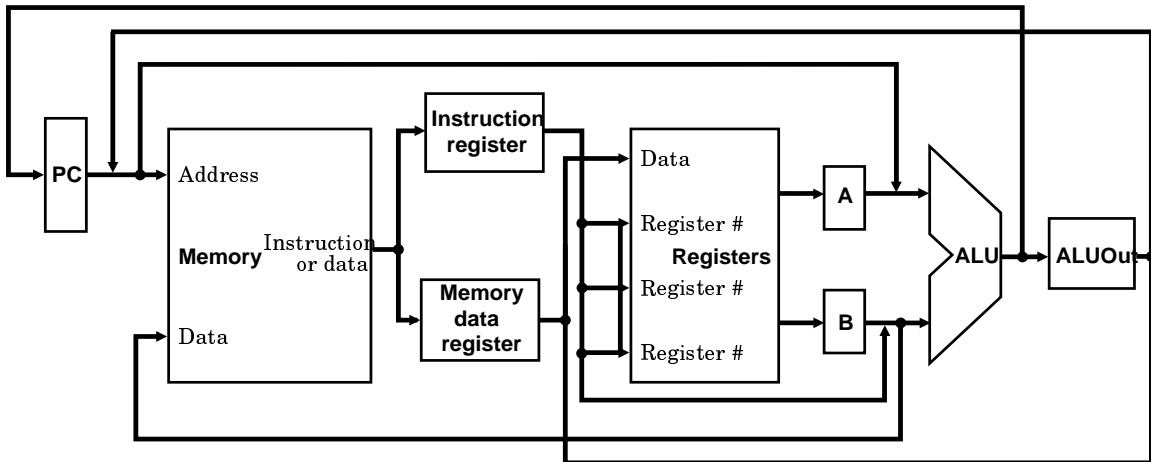 PC
Address
Memory
Instruction
or data
Data
Instruction
register
Memory
data
register
Data
Register #
Registers
Register #
Register #
A
B
ALU
ALUOut